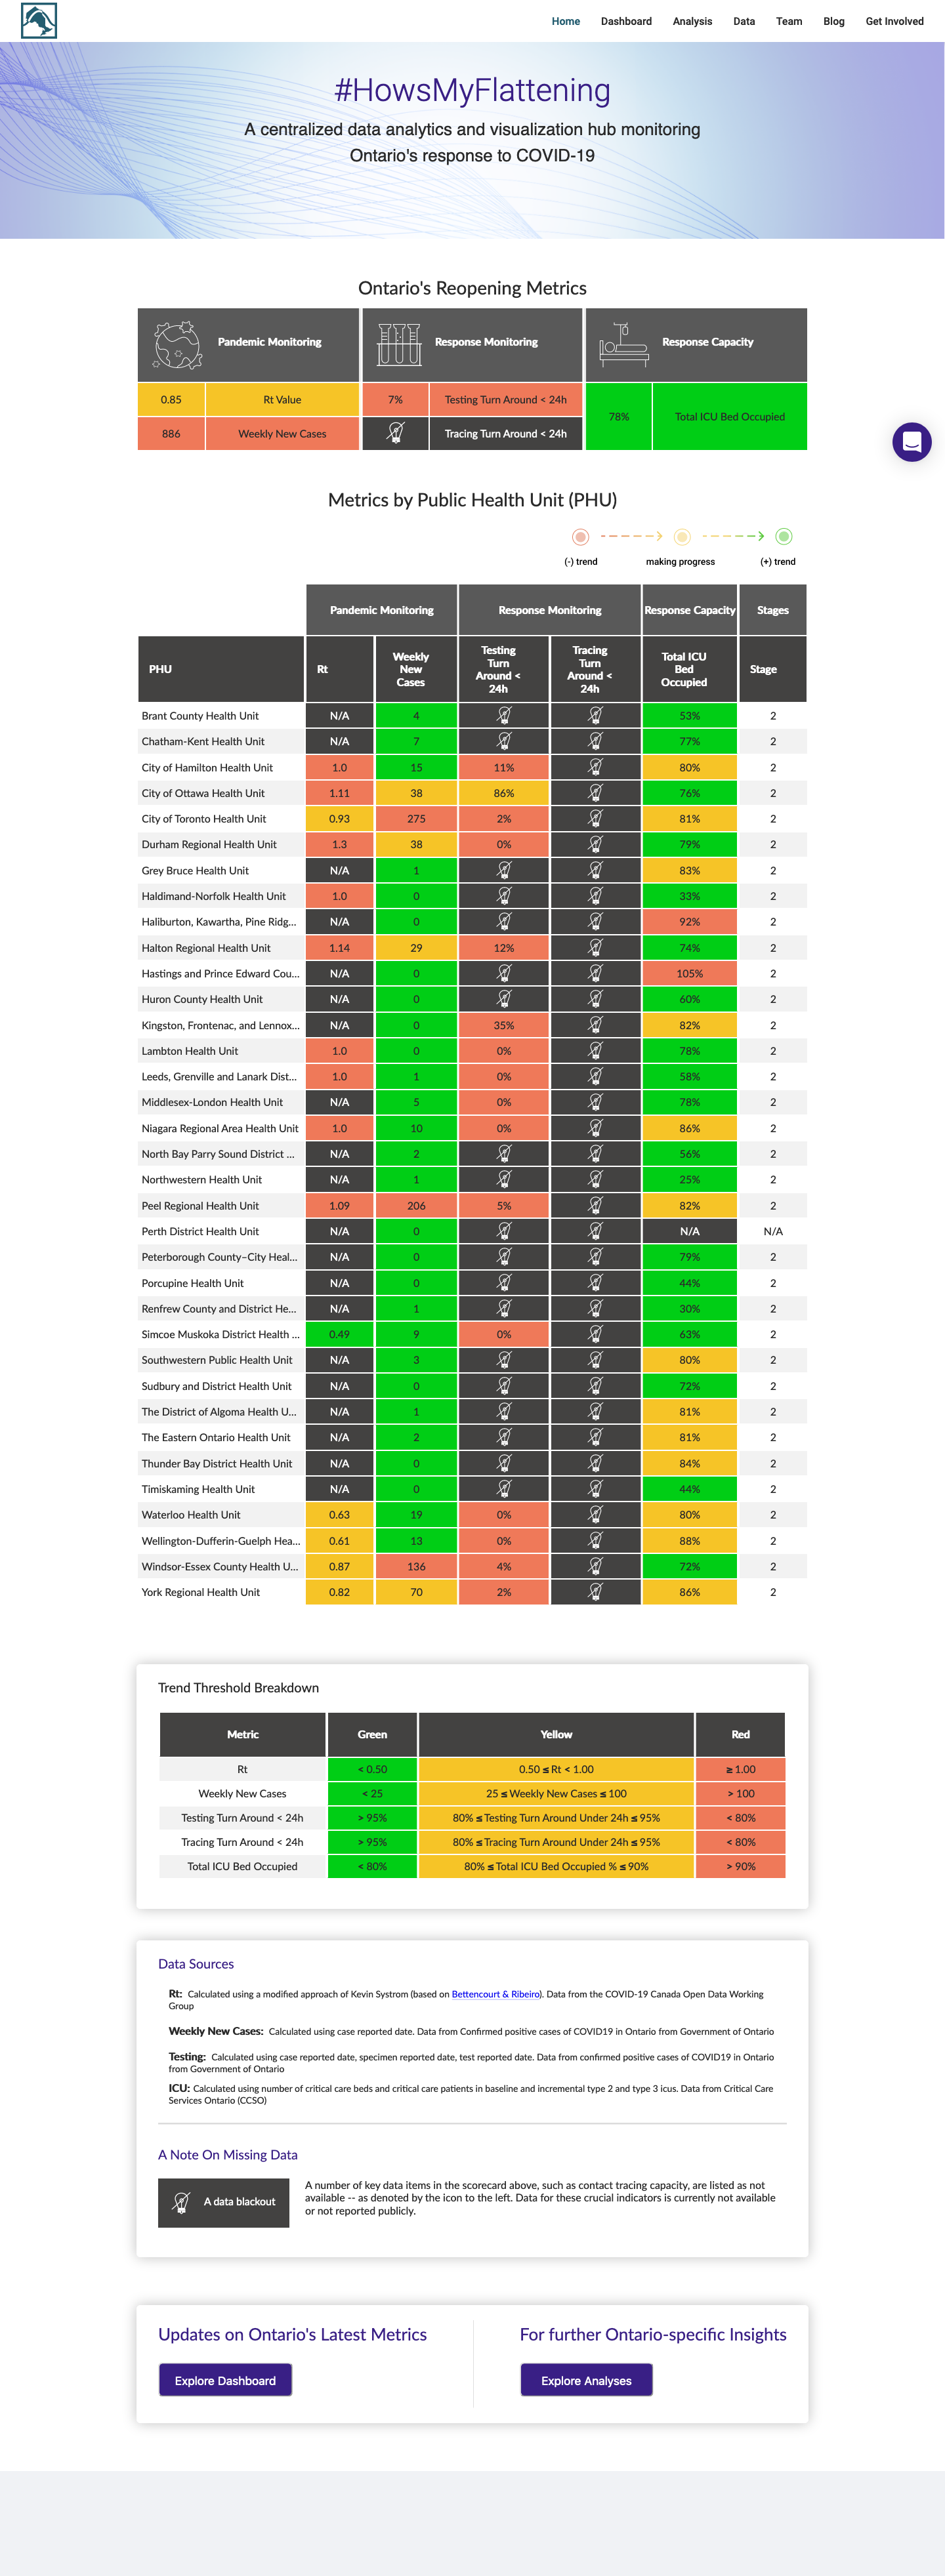 Home Dashboard Analysis Data Team Blog Get Involved
#HowsMyFlattening
A centralized data analytics and visualization hub monitoring
Ontario's response to COVID-19
Ontario's Reopening Metrics
Pandemic Monitoring Response Monitoring Response Capacity
0.85 Rt Value 7% Testing Turn Around < 24h
78% Total ICU Bed Occupied
886 Weekly New Cases Tracing Turn Around < 24h
Metrics by Public Health Unit (PHU)
(-) trend making progress (+) trend
Pandemic Monitoring Response Monitoring Response Capacity Stages
PHU Rt Weekly New Cases Testing Turn Around < 24h Tracing Turn Around < 24h Total ICU Bed Occupied Stage
Brant County Health Unit N/A 4 53% 2
Chatham-Kent Health Unit N/A 7 77% 2
City of Hamilton Health Unit 1.0 15 11% 80% 2
City of Ottawa Health Unit 1.11 38 86% 76% 2
City of Toronto Health Unit 0.93 275 2% 81% 2
Durham Regional Health Unit 1.3 38 0% 79% 2
Grey Bruce Health Unit N/A 1 83% 2
Haldimand-Norfolk Health Unit 1.0 0 33% 2
Haliburton, Kawartha, Pine Ridg... N/A 0 92% 2
Halton Regional Health Unit 1.14 29 12% 74% 2
Hastings and Prince Edward Cou... N/A 0 105% 2
Huron County Health Unit N/A 0 60% 2
Kingston, Frontenac, and Lennox... N/A 0 35% 82% 2
Lambton Health Unit 1.0 0 0% 78% 2
Leeds, Grenville and Lanark Dist... 1.0 1 0% 58% 2
Middlesex-London Health Unit N/A 5 0% 78% 2
Niagara Regional Area Health Unit 1.0 10 0% 86% 2
North Bay Parry Sound District ... N/A 2 56% 2
Northwestern Health Unit N/A 1 25% 2
Peel Regional Health Unit 1.09 206 5% 82% 2
Perth District Health Unit N/A 0 N/A N/A
Peterborough County–City Heal... N/A 0 79% 2
Porcupine Health Unit N/A 0 44% 2
Renfrew County and District He... N/A 1 30% 2
Simcoe Muskoka District Health ... 0.49 9 0% 63% 2
Southwestern Public Health Unit N/A 3 80% 2
Sudbury and District Health Unit N/A 0 72% 2
The District of Algoma Health U... N/A 1 81% 2
The Eastern Ontario Health Unit N/A 2 81% 2
Thunder Bay District Health Unit N/A 0 84% 2
Timiskaming Health Unit N/A 0 44% 2
Waterloo Health Unit 0.63 19 0% 80% 2
Wellington-Dufferin-Guelph Hea... 0.61 13 0% 88% 2
Windsor-Essex County Health U... 0.87 136 4% 72% 2
York Regional Health Unit 0.82 70 2% 86% 2
Trend Threshold Breakdown
Metric Green Yellow Red
Rt < 0.50 0.50 ≤ Rt < 1.00 ≥ 1.00
Weekly New Cases < 25 25 ≤ Weekly New Cases ≤ 100 > 100
Testing Turn Around < 24h > 95% 80% ≤ Testing Turn Around Under 24h ≤ 95% < 80%
Tracing Turn Around < 24h > 95% 80% ≤ Tracing Turn Around Under 24h ≤ 95% < 80%
Total ICU Bed Occupied < 80% 80% ≤ Total ICU Bed Occupied % ≤ 90% > 90%
Data Sources
Rt: Calculated using a modified approach of Kevin Systrom (based on Bettencourt & Ribeiro). Data from the COVID-19 Canada Open Data Working
Group
Weekly New Cases: Calculated using case reported date. Data from Confirmed positive cases of COVID19 in Ontario from Government of Ontario
Testing: Calculated using case reported date, specimen reported date, test reported date. Data from confirmed positive cases of COVID19 in Ontario
from Government of Ontario
ICU: Calculated using number of critical care beds and critical care patients in baseline and incremental type 2 and type 3 icus. Data from Critical Care
Services Ontario (CCSO)
A Note On Missing Data
A data blackout
A number of key data items in the scorecard above, such as contact tracing capacity, are listed as not
available -- as denoted by the icon to the left. Data for these crucial indicators is currently not available
or not reported publicly.
Updates on Ontario's Latest Metrics
Explore Dashboard
For further Ontario-specific Insights
Explore Analyses